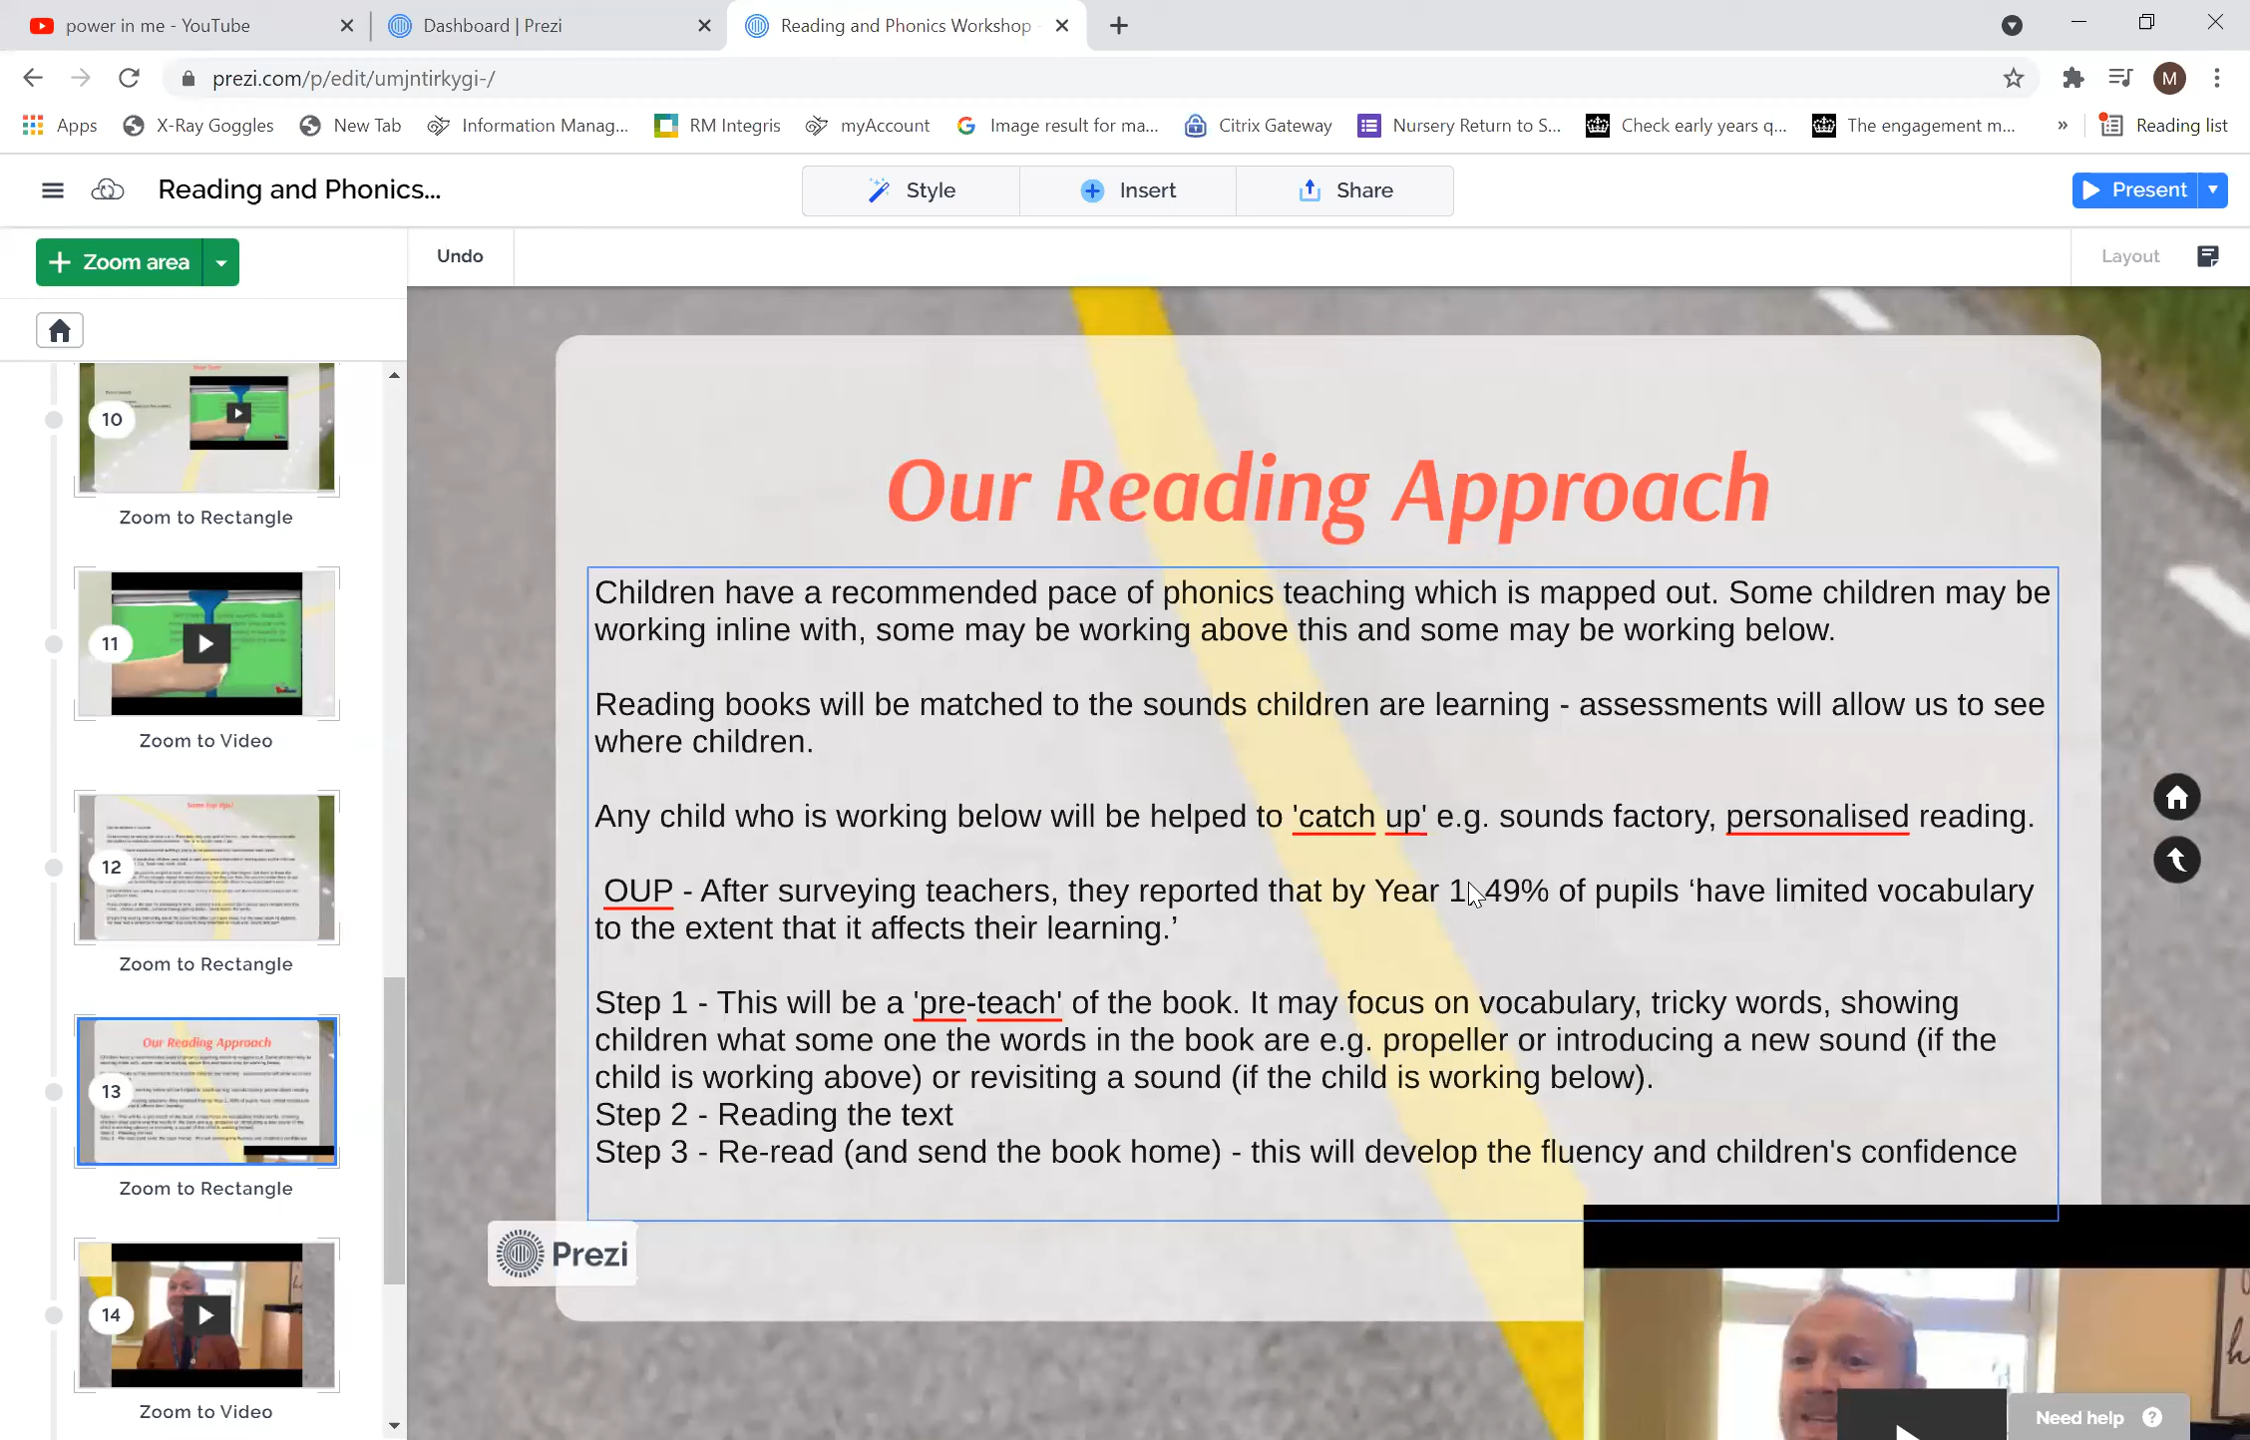 power in me - YouTube
Dashboard | Prezi
Reading and Phonics Workshop
prezi.com/p/edit/umjntirkygi-/
M
Apps
X-Ray Goggles
New Tab
Information Manag...
RM Integris
myAccount
Image result for ma...
Citrix Gateway
Nursery Return to S...
Check early years q...
The engagement m...
»
Reading list
Reading and Phonics...
Style
Insert
Share
Present
Zoom area
Undo
Layout
10
Zoom to Rectangle
11
Zoom to Video
Some top tips!
12
Zoom to Rectangle
Our Reading Approach
13
Zoom to Rectangle
14
Zoom to Video
Our Reading Approach
Children have a recommended pace of phonics teaching which is mapped out. Some children may be
working inline with, some may be working above this and some may be working below.
Reading books will be matched to the sounds children are learning - assessments will allow us to see
where children.
Any child who is working below will be helped to 'catch up' e.g. sounds factory, personalised reading.
OUP - After surveying teachers, they reported that by Year 1 49% of pupils ‘have limited vocabulary
to the extent that it affects their learning.’
Step 1 - This will be a 'pre-teach' of the book. It may focus on vocabulary, tricky words, showing
children what some one the words in the book are e.g. propeller or introducing a new sound (if the
child is working above) or revisiting a sound (if the child is working below).
Step 2 - Reading the text
Step 3 - Re-read (and send the book home) - this will develop the fluency and children's confidence
Prezi
Need help ?